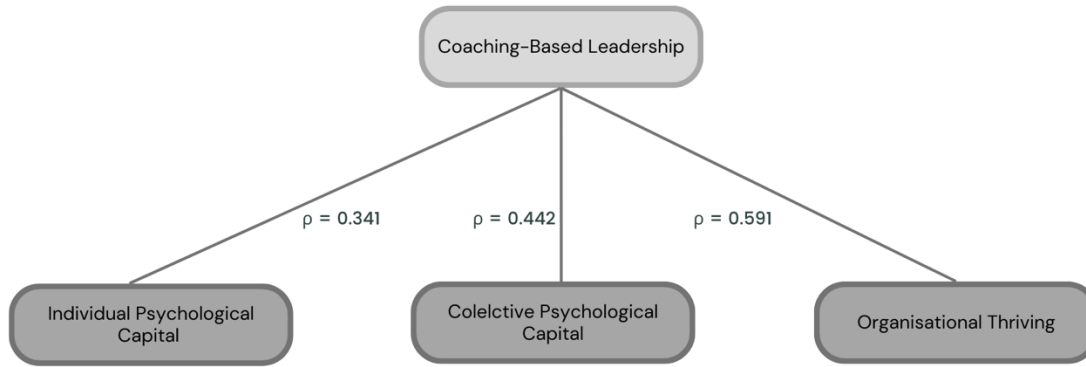 Coaching-Based Leadership
ρ = 0.341
ρ = 0.442
ρ = 0.591
Individual Psychological
Capital
Colelctive Psychological
Capital
Organisational Thriving